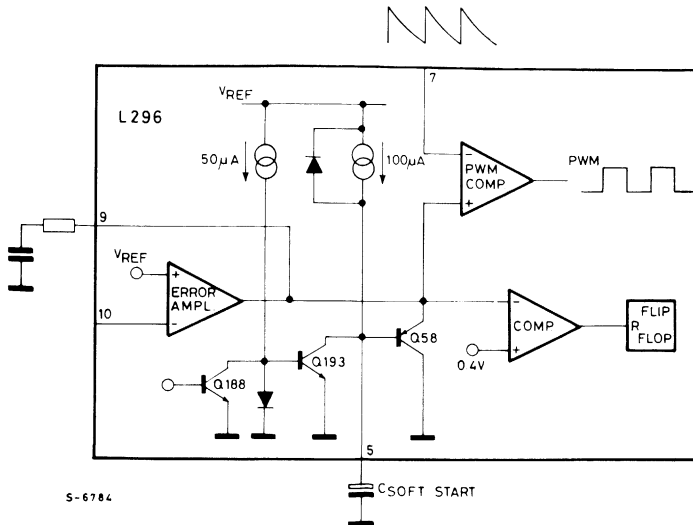 7
VREF
L296
50µA
100µA
PWM
COMP
-
+
PWM
9
VREF
+
ERROR
AMPL
-
10
-
COMP
+
0.4V
FLIP
R
FLOP
Q58
Q193
Q188
5
CSOFT START
S-6784